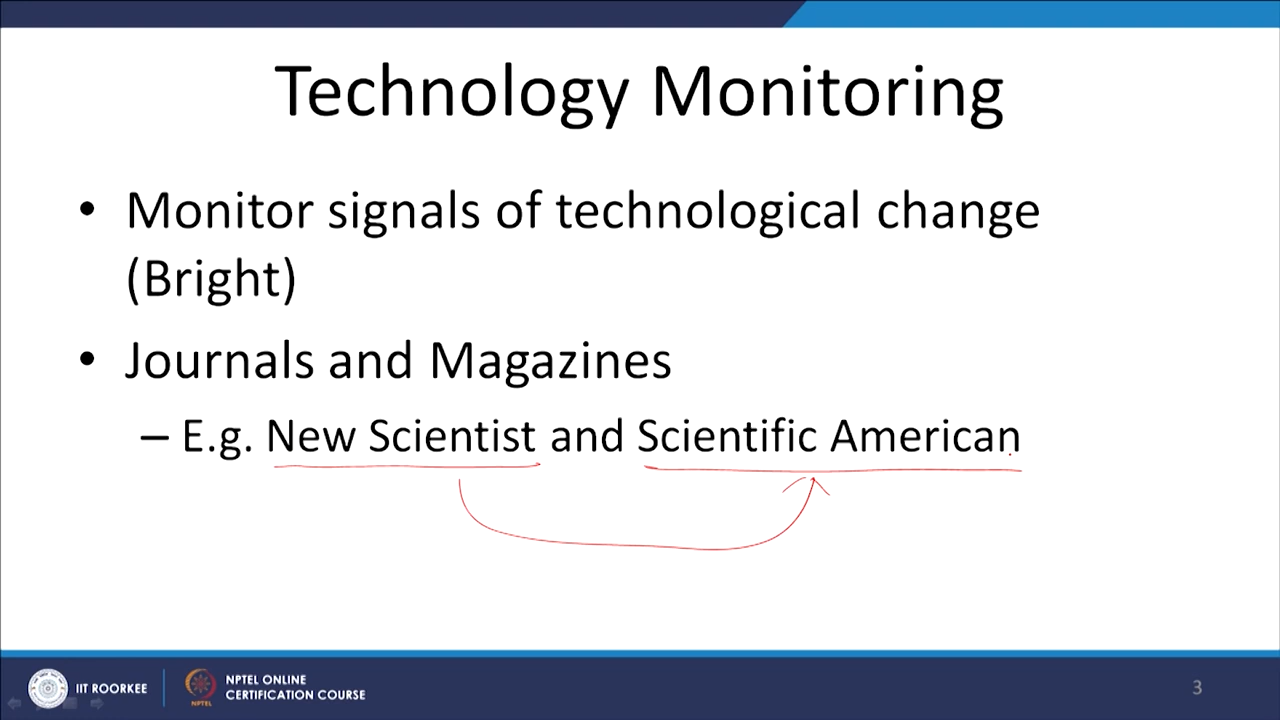 Technology Monitoring
• Monitor signals of technological change
(Bright)
• Journals and Magazines
– E.g. New Scientist and Scientific American
IIT ROORKEE
NPTEL
NPTEL ONLINE
CERTIFICATION COURSE
3